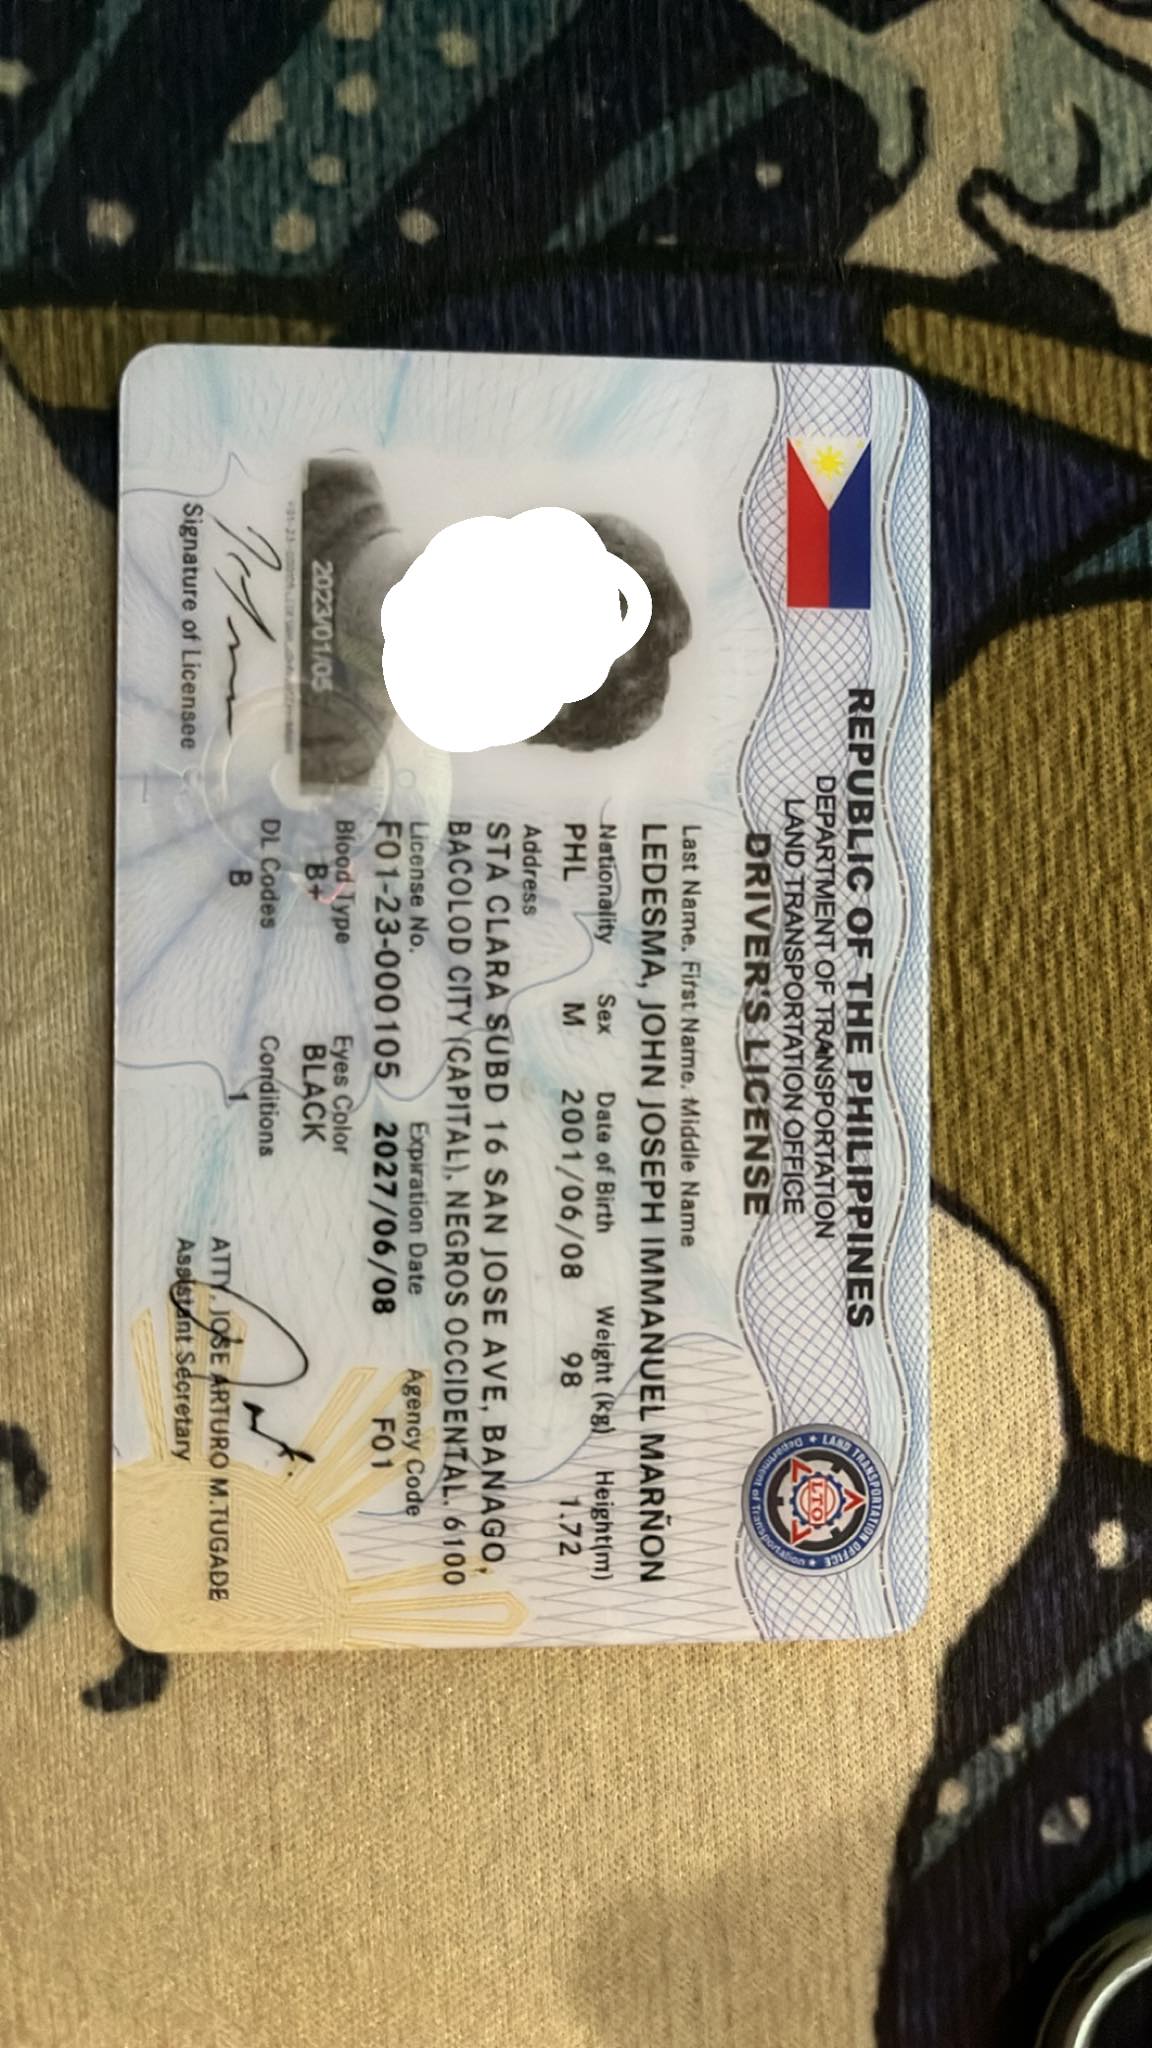 REPUBLIC OF THE PHILIPPINES
DEPARTMENT OF TRANSPORTATION
LAND TRANSPORTATION OFFICE
DRIVER'S LICENSE
LAND TRANSPORTATION OFFICE
LTO
Department of Transportation
Last Name, First Name, Middle Name
LEDESMA, JOHN JOSEPH IMMANUEL MARÑON
Nationality Sex Date of Birth Weight (kg) Height(m)
PHL M 2001/06/08 98 1.72
Address
STA CLARA SUBD 16 SAN JOSE AVE, BANAGO,
BACOLOD CITY (CAPITAL), NEGROS OCCIDENTAL, 6100
License No. Expiration Date Agency Code
F01-23-000105 2027/06/08 F01
Blood Type Eyes Color
B+ BLACK
DL Codes Conditions
B 1
2023/01/05
Signature of Licensee
ATTY. JOSE ARTURO M.TUGADE
Assistant Secretary